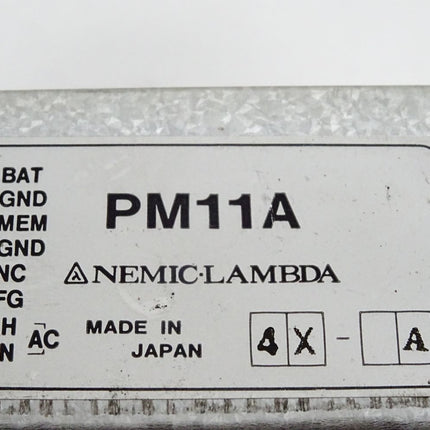 BAT
GND
MEM
GND
NC
FG
H
N
AC
PM11A
NEMIC·LAMBDA
MADE IN
JAPAN
4X- A